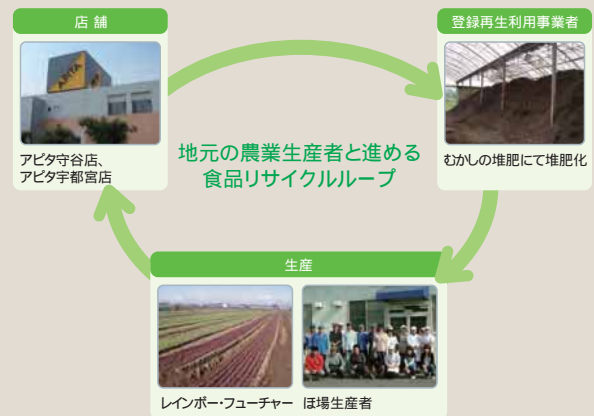 店舗
APiTA
アピタ守谷店、
アピタ宇都宮店
登録再生利用事業者
むかしの堆肥にて堆肥化
地元の農業生産者と進める
食品リサイクルループ
生産
レインボー・フューチャー
ほ場生産者